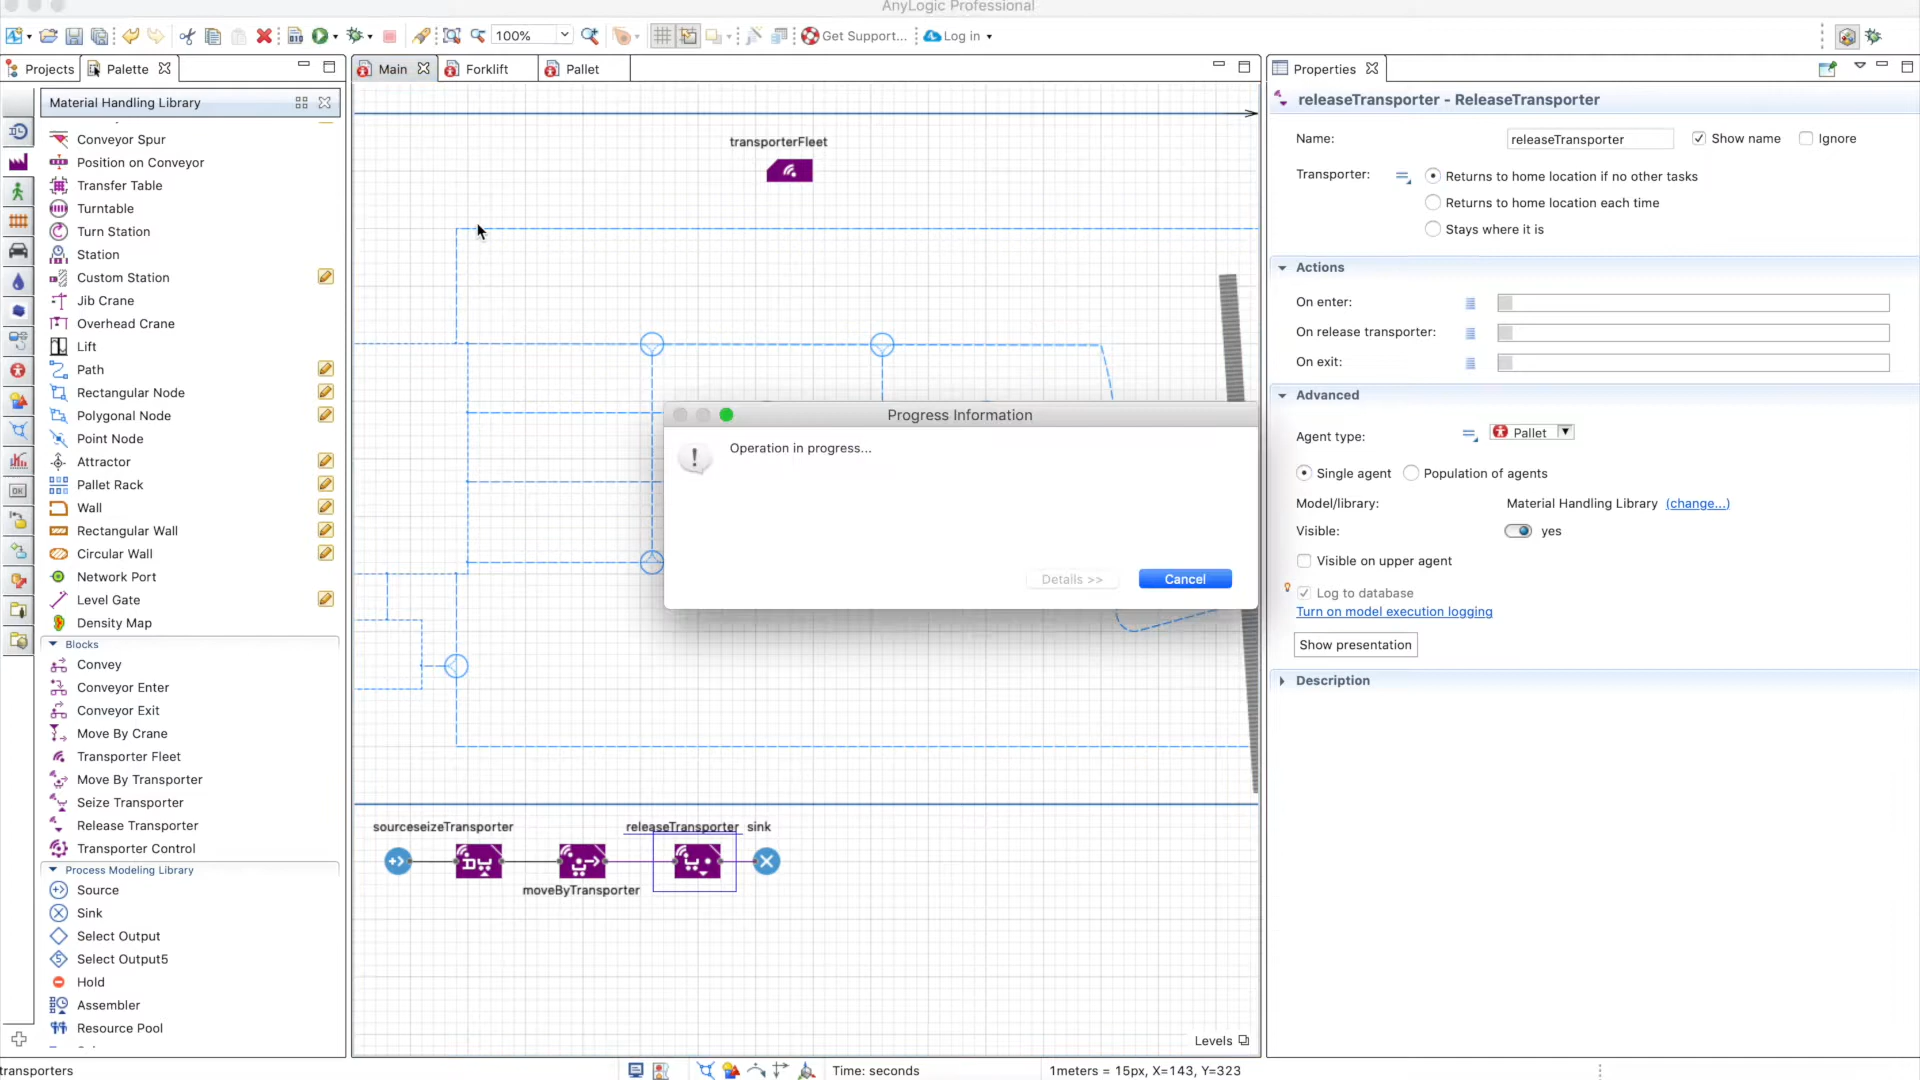 AnyLogic Professional
100%
Get Support...
Log in
Projects
Palette
Main
Forklift
Pallet
Properties
Material Handling Library
Conveyor Spur
Position on Conveyor
Transfer Table
Turntable
Turn Station
Station
Custom Station
Jib Crane
Overhead Crane
Lift
Path
Rectangular Node
Polygonal Node
Point Node
Attractor
Pallet Rack
Wall
Rectangular Wall
Circular Wall
Network Port
Level Gate
Density Map
Blocks
Convey
Conveyor Enter
Conveyor Exit
Move By Crane
Transporter Fleet
Move By Transporter
Seize Transporter
Release Transporter
Transporter Control
Process Modeling Library
Source
Sink
Select Output
Select Output5
Hold
Assembler
Resource Pool
transporterFleet
Progress Information
Operation in progress...
Details >>
Cancel
sourceseizeTransporter
releaseTransporter
sink
moveByTransporter
Levels
releaseTransporter - ReleaseTransporter
Name:
releaseTransporter
Show name
Ignore
Transporter:
Returns to home location if no other tasks
Returns to home location each time
Stays where it is
Actions
On enter:
On release transporter:
On exit:
Advanced
Agent type:
Pallet
Single agent
Population of agents
Model/library:
Material Handling Library (change...)
Visible:
yes
Visible on upper agent
Log to database
Turn on model execution logging
Show presentation
Description
transporters
Time: seconds
1meters = 15px, X=143, Y=323